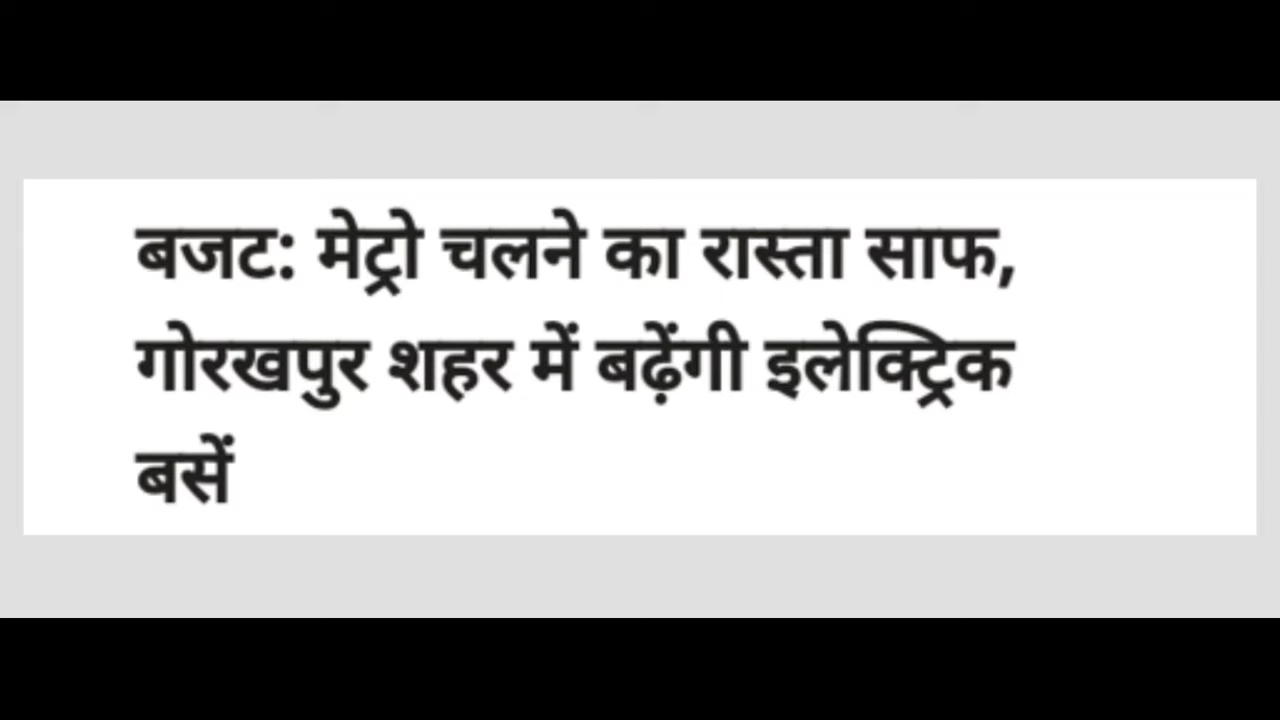 बजट: मेट्रो चलने का रास्ता साफ,
गोरखपुर शहर में बढ़ेंगी इलेक्ट्रिक
बसें